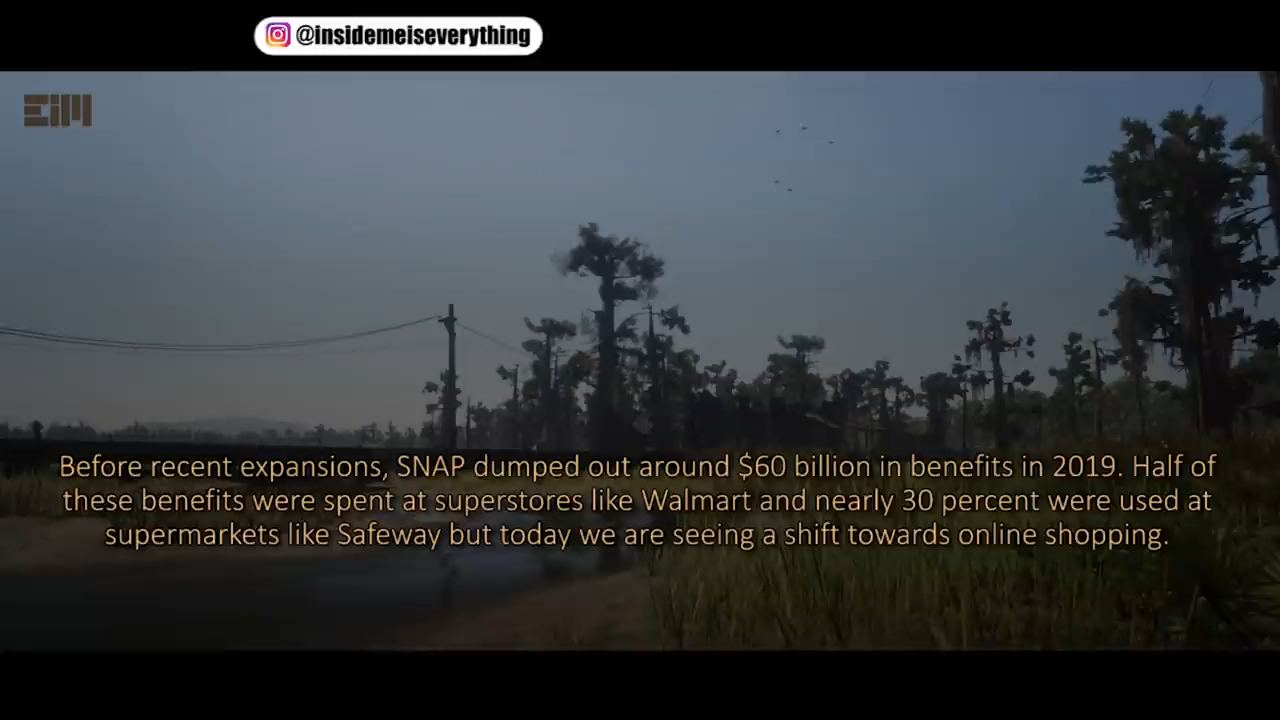 @insidemeiseverything
EiM
Before recent expansions, SNAP dumped out around $60 billion in benefits in 2019. Half of
these benefits were spent at superstores like Walmart and nearly 30 percent were used at
supermarkets like Safeway but today we are seeing a shift towards online shopping.